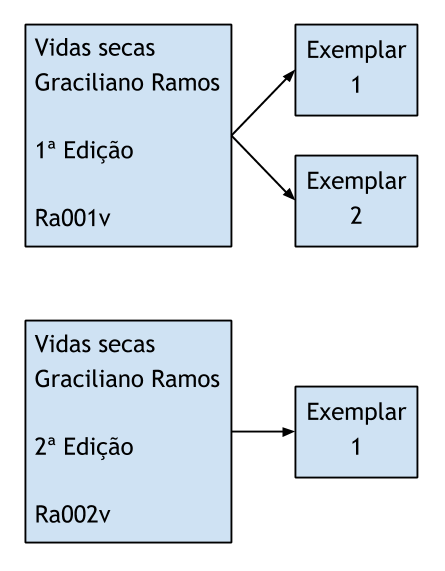 Vidas secas
Graciliano Ramos
1ª Edição
Ra001v
Exemplar
1
Exemplar
2
Vidas secas
Graciliano Ramos
2ª Edição
Ra002v
Exemplar
1